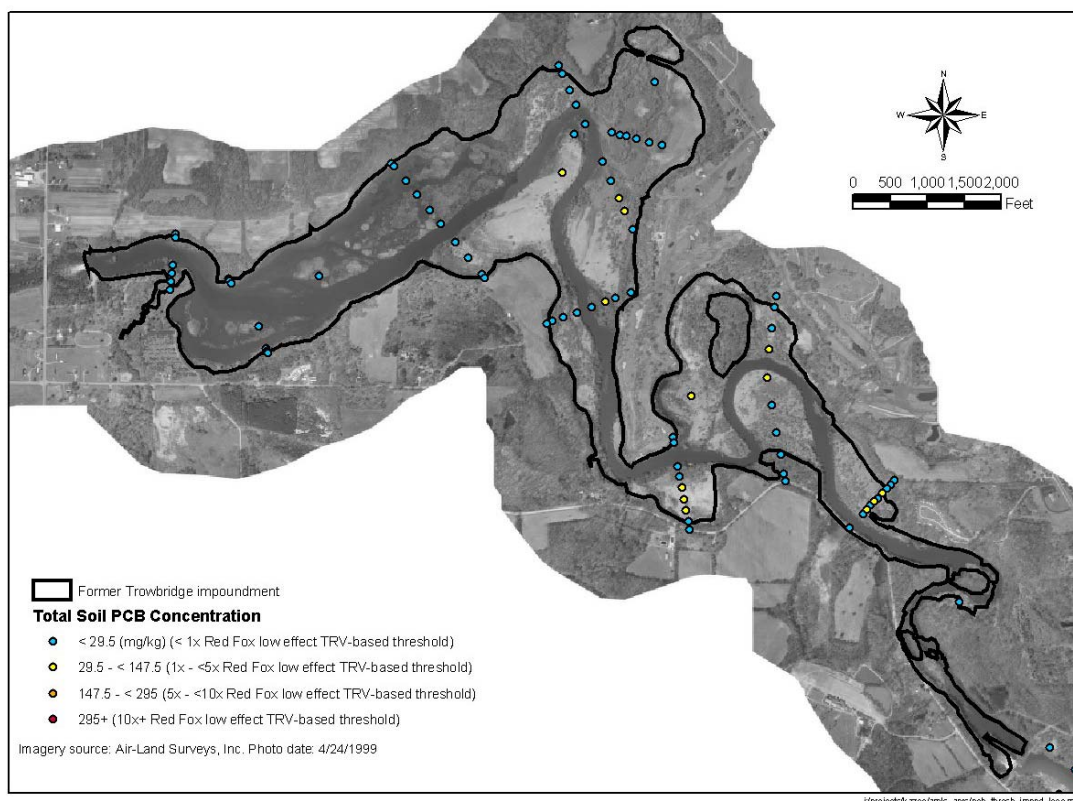 N
W E
S
0 500 1,000 1,500 2,000
Feet
Former Trowbridge impoundment
Total Soil PCB Concentration
< 29.5 (mg/kg) (< 1x Red Fox low effect TRV-based threshold)
29.5 - < 147.5 (1x - <5x Red Fox low effect TRV-based threshold)
147.5 - < 295 (5x - <10x Red Fox low effect TRV-based threshold)
295+ (10x+ Red Fox low effect TRV-based threshold)
Imagery source: Air-Land Surveys, Inc. Photo date: 4/24/1999